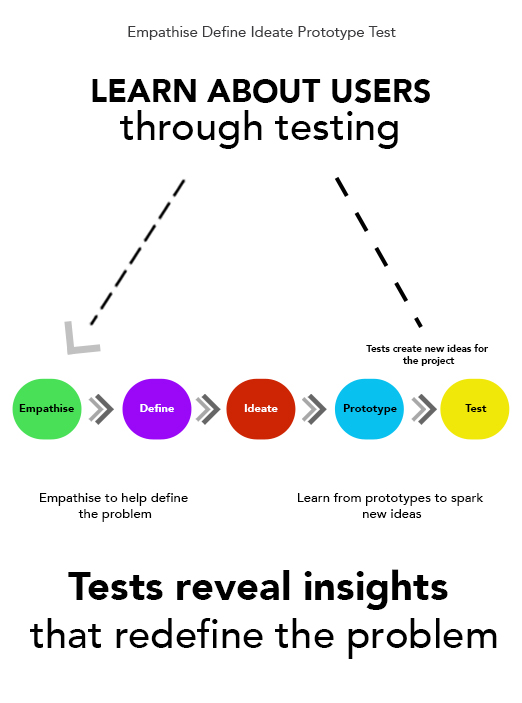 Empathise Define Ideate Prototype Test
LEARN ABOUT USERS
through testing
Tests create new ideas for
the project
Empathise
Define
Ideate
Prototype
Test
Empathise to help define
the problem
Learn from prototypes to spark
new ideas
Tests reveal insights
that redefine the problem